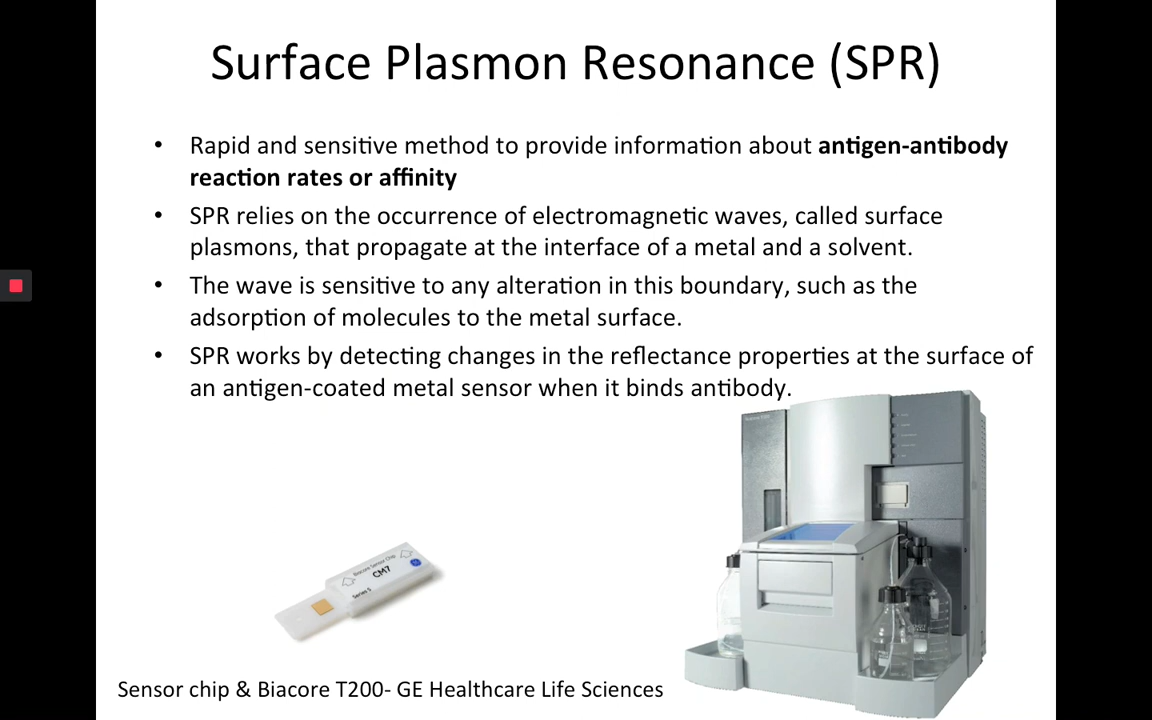 Surface Plasmon Resonance (SPR)
• Rapid and sensitive method to provide information about antigen-antibody
reaction rates or affinity
• SPR relies on the occurrence of electromagnetic waves, called surface
plasmons, that propagate at the interface of a metal and a solvent.
• The wave is sensitive to any alteration in this boundary, such as the
adsorption of molecules to the metal surface.
• SPR works by detecting changes in the reflectance properties at the surface of
an antigen-coated metal sensor when it binds antibody.
Biacore Sensor Chip
CM7
Series S
Sensor chip & Biacore T200- GE Healthcare Life Sciences